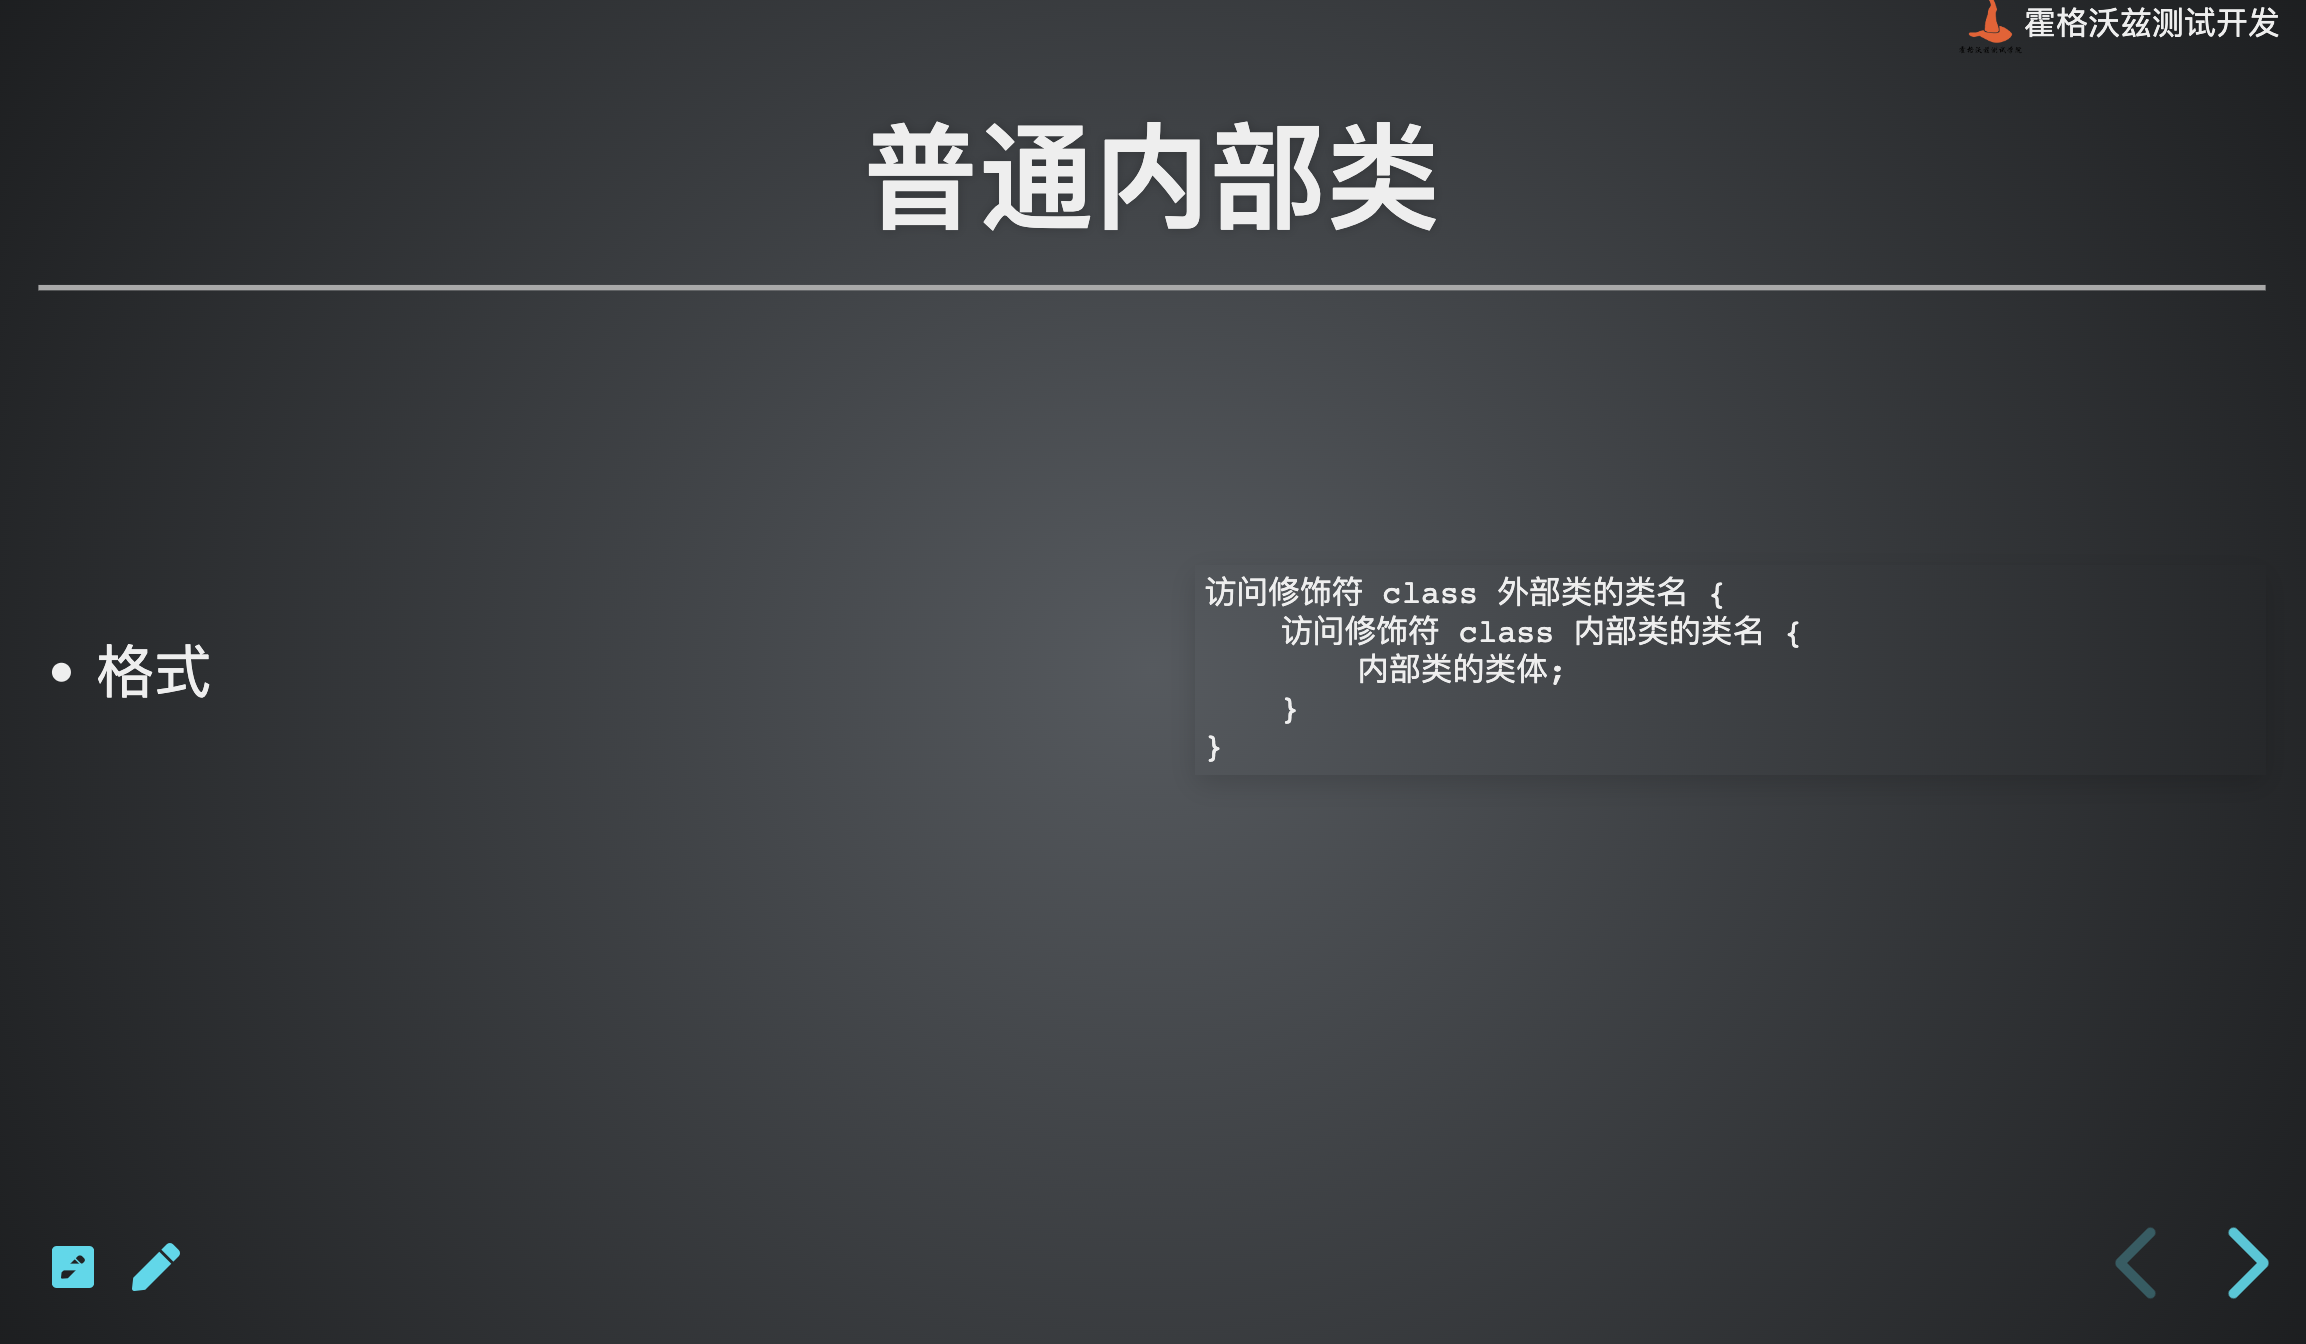 霍格沃兹测试开发
普通内部类
• 格式
访问修饰符 class 外部类的类名 {
    访问修饰符 class 内部类的类名 {
        内部类的类体;
    }
}